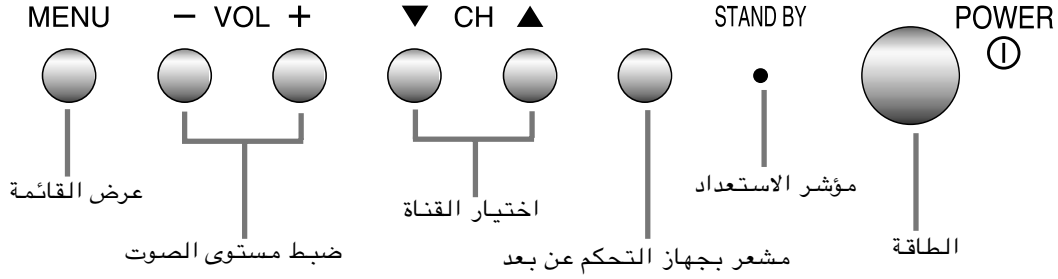 MENU
− VOL +
▼ CH ▲
STAND BY
POWER
عرض القائمة
ضبط مستوى الصوت
اختيار القناة
مشعر بجهاز التحكم عن بعد
مؤشر الاستعداد
الطاقة